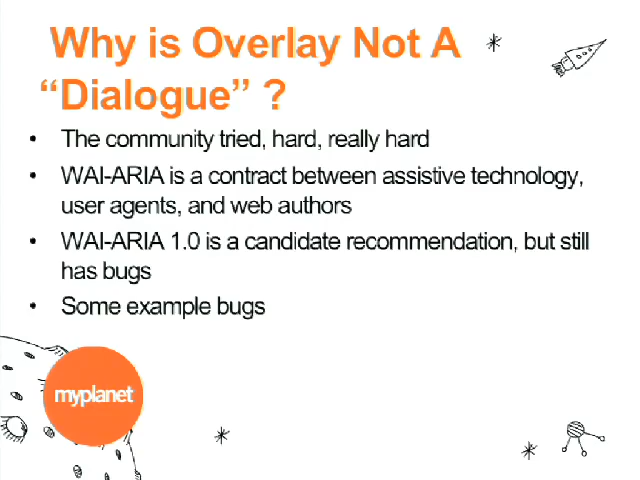 Why is Overlay Not A
“Dialogue” ?
• The community tried, hard, really hard
• WAI-ARIA is a contract between assistive technology,
user agents, and web authors
• WAI-ARIA 1.0 is a candidate recommendation, but still
has bugs
• Some example bugs
myplanet